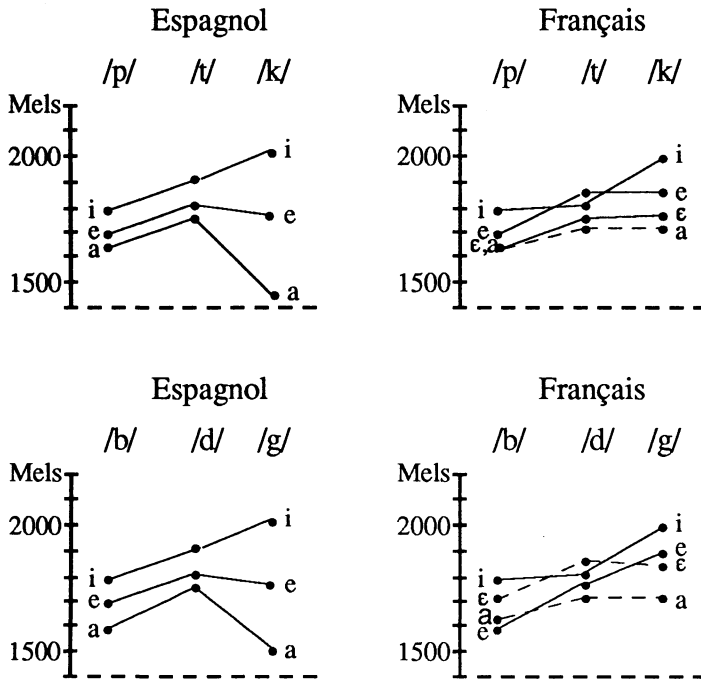 Espagnol Français
/p/ /t/ /k/ /p/ /t/ /k/
Mels Mels
2000 i 2000 i
i e i e
e e ɛ
a ɛ,a a
1500 a 1500
Espagnol Français
/b/ /d/ /g/ /b/ /d/ /g/
Mels Mels
2000 i 2000 i
e
i e i ɛ
e ɛ
a a a
e
1500 a 1500